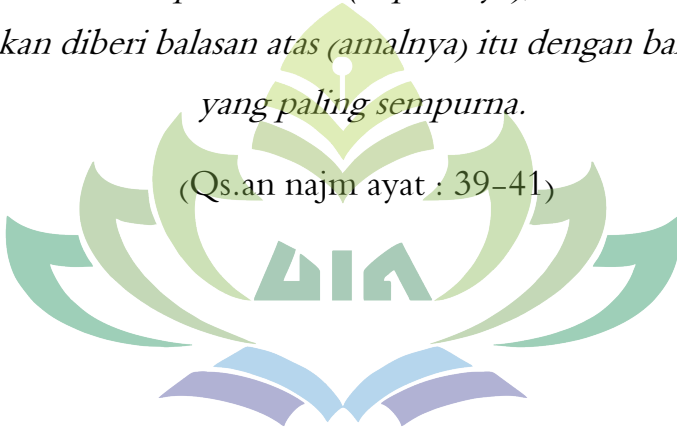 kan diberi balasan atas (amalnya) itu dengan ba
yang paling sempurna.
(Qs.an najm ayat : 39-41)
UIN